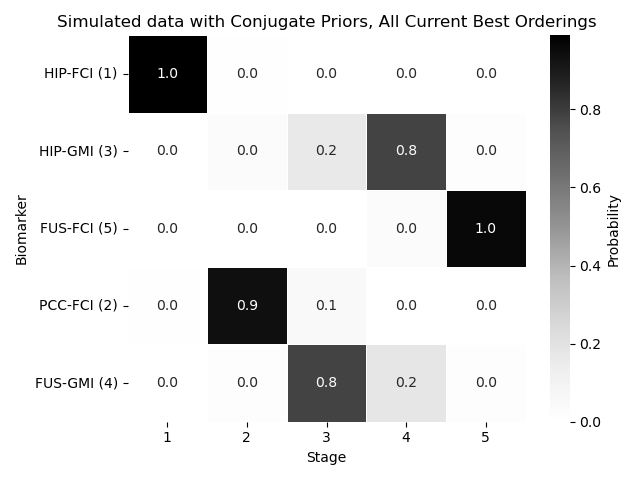 Simulated data with Conjugate Priors, All Current Best Orderings
HIP-FCI (1)
1.0 0.0 0.0 0.0 0.0
HIP-GMI (3)
0.0 0.0 0.2 0.8 0.0
FUS-FCI (5)
0.0 0.0 0.0 0.0 1.0
PCC-FCI (2)
0.0 0.9 0.1 0.0 0.0
FUS-GMI (4)
0.0 0.0 0.8 0.2 0.0
Biomarker
1 2 3 4 5
Stage
0.8
0.6
0.4
0.2
0.0
Probability